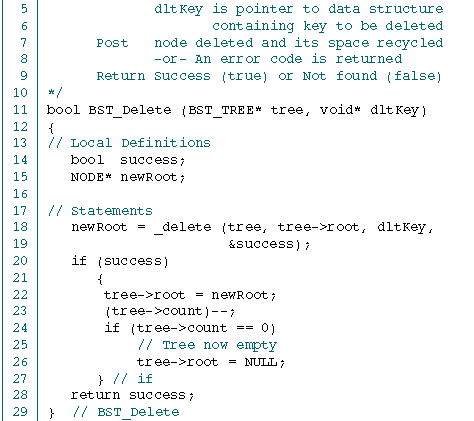 5 dltKey is pointer to data structure
6 containing key to be deleted
7 Post node deleted and its space recycled
8 -or- An error code is returned
9 Return Success (true) or Not found (false)
10 */
11 bool BST_Delete (BST_TREE* tree, void* dltKey)
12 {
13 // Local Definitions
14 bool success;
15 NODE* newRoot;
16
17 // Statements
18 newRoot = _delete (tree, tree->root, dltKey,
19 &success);
20 if (success)
21 {
22 tree->root = newRoot;
23 (tree->count)--;
24 if (tree->count == 0)
25 // Tree now empty
26 tree->root = NULL;
27 } // if
28 return success;
29 } // BST_Delete